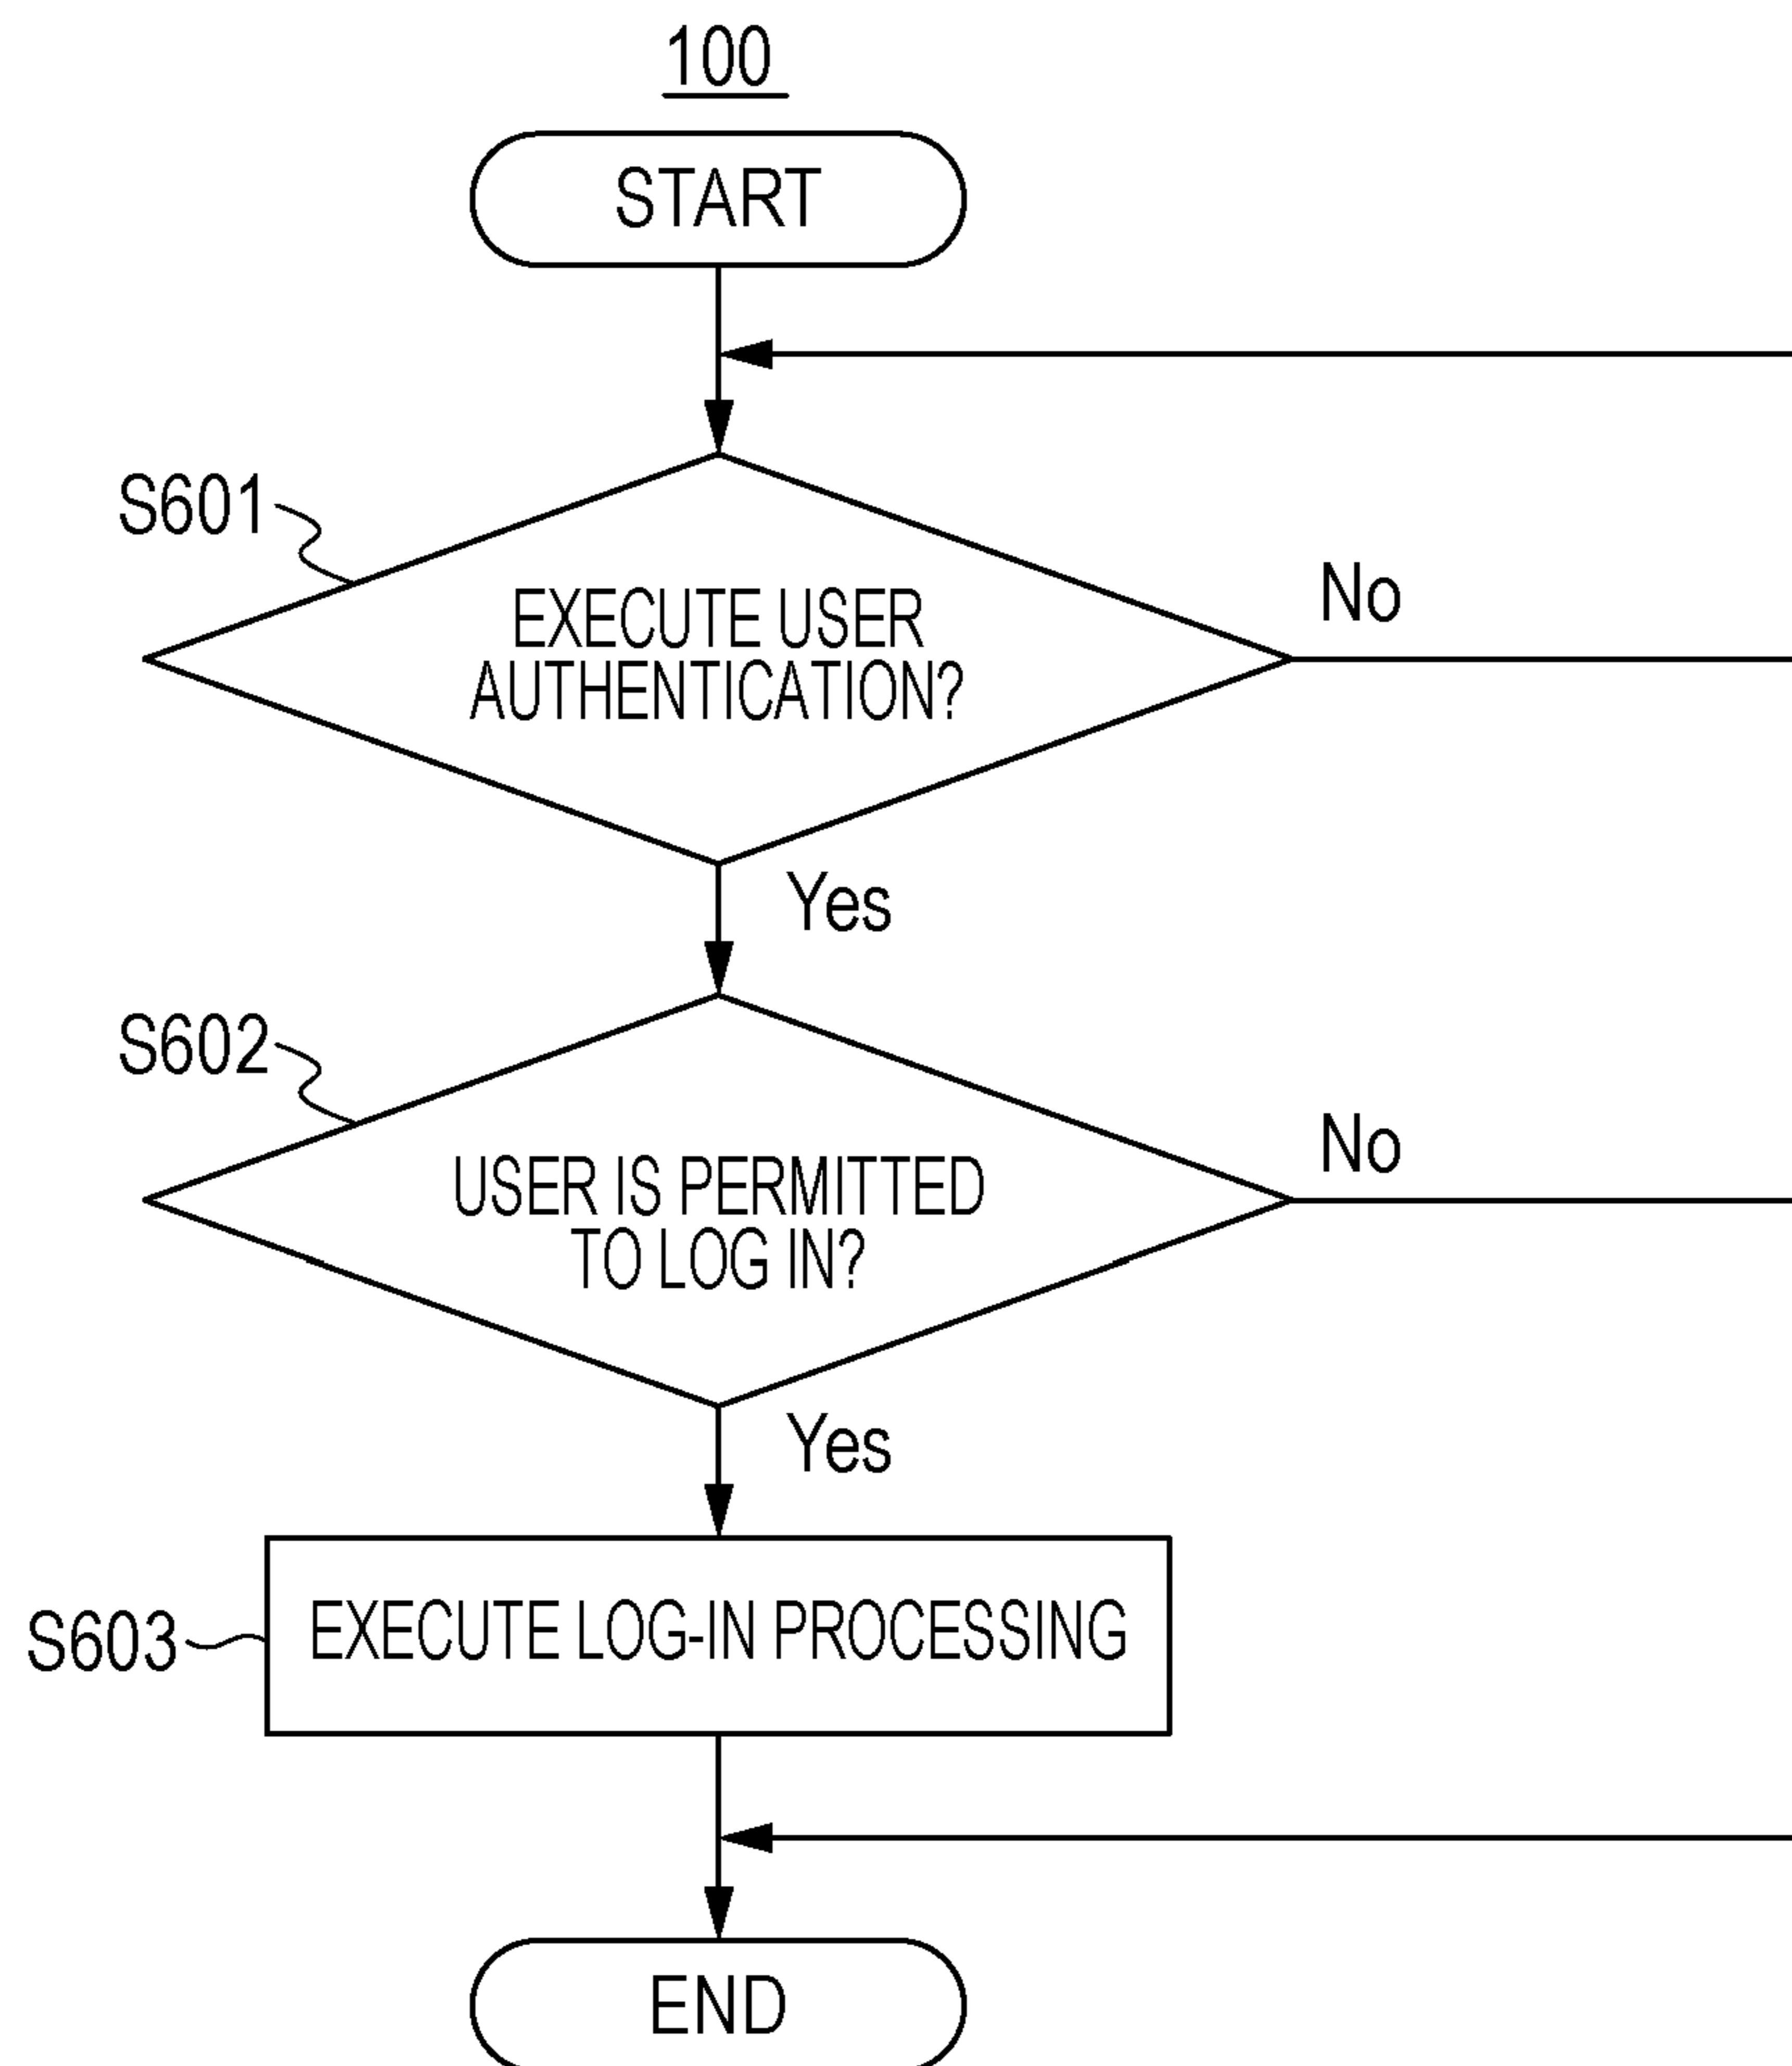 100
START
S601
EXECUTE USER
AUTHENTICATION?
No
Yes
S602
USER IS PERMITTED
TO LOG IN?
No
Yes
S603
EXECUTE LOG-IN PROCESSING
END